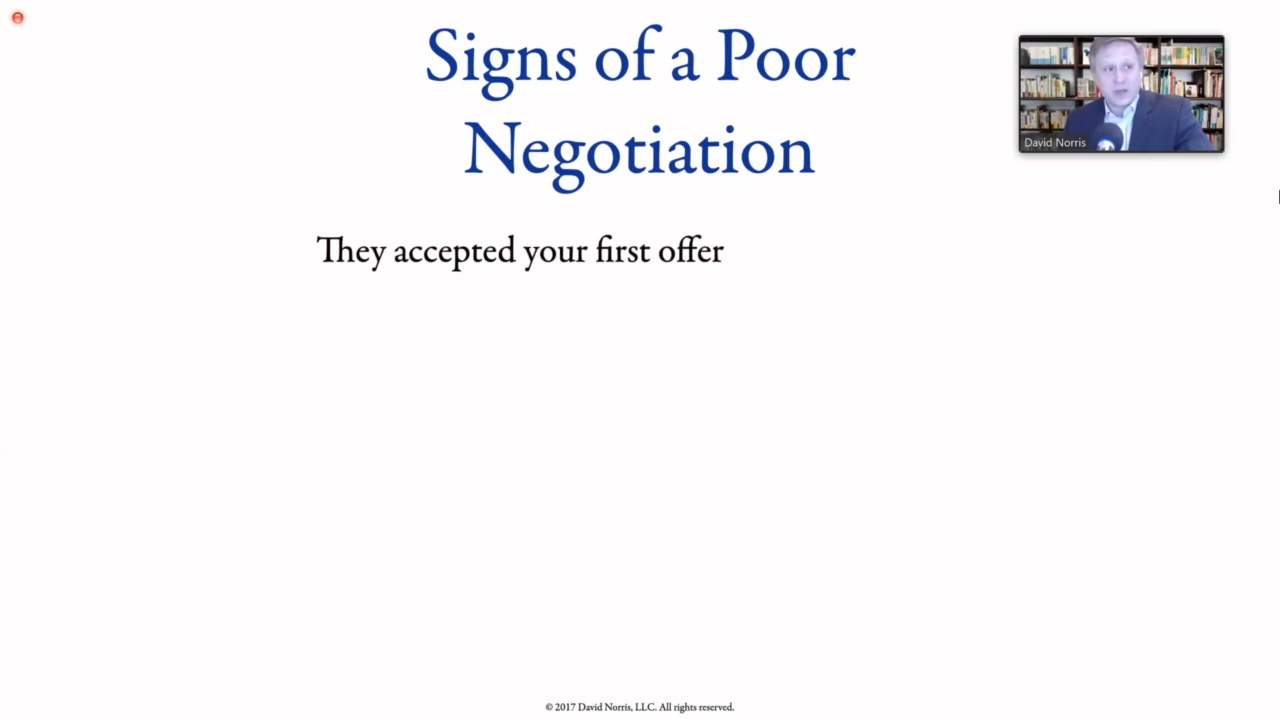 Signs of a Poor
Negotiation
They accepted your first offer
David Norris
© 2017 David Norris, LLC. All rights reserved.